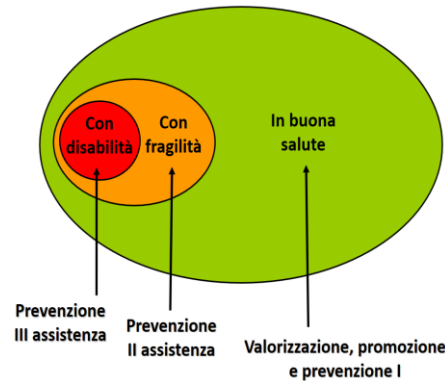 Con
disabilità
Con
fragilità
In buona
salute
Prevenzione
III assistenza
Prevenzione
II assistenza
Valorizzazione, promozione
e prevenzione I